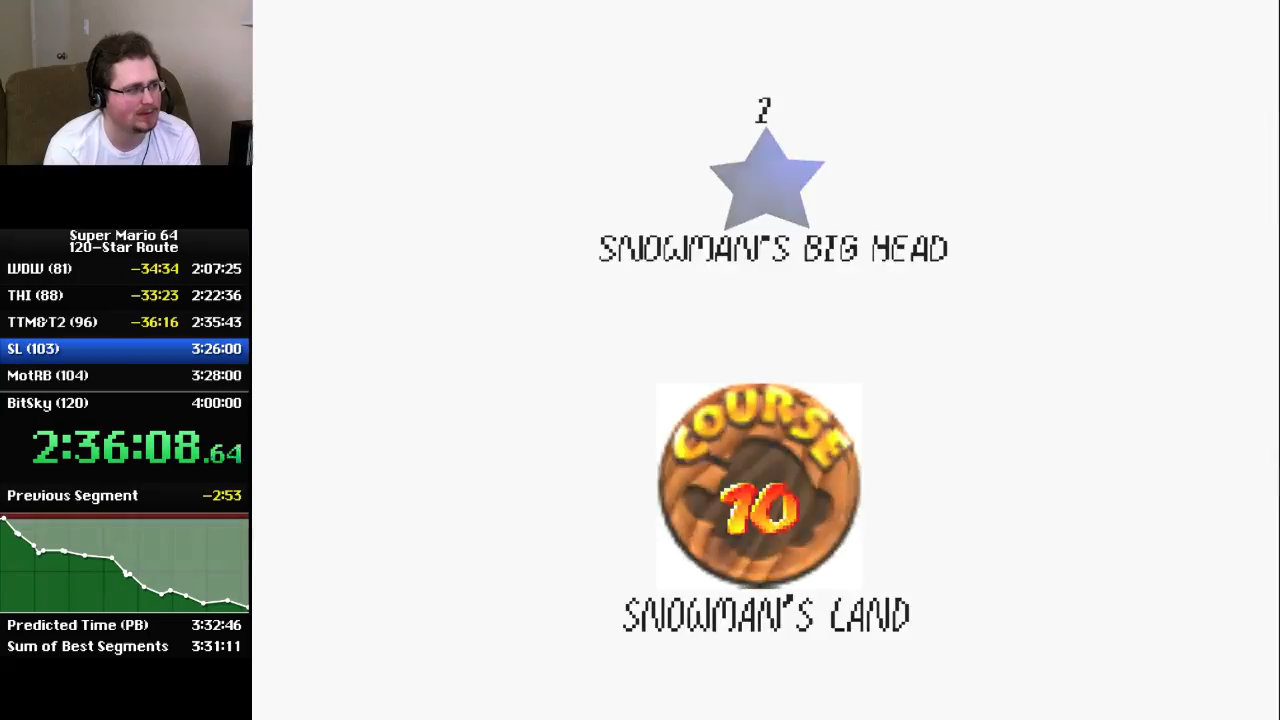 Super Mario 64
120-Star Route
WDW (81) -34:34 2:07:25
THI (88) -33:23 2:22:36
TTM&T2 (96) -36:16 2:35:43
SL (103) 3:26:00
MotRB (104) 3:28:00
BitSky (120) 4:00:00
2:36:08.64
Previous Segment -2:53
Predicted Time (PB) 3:32:46
Sum of Best Segments 3:31:11
2
SNOWMAN'S BIG HEAD
COURSE
10
SNOWMAN'S LAND